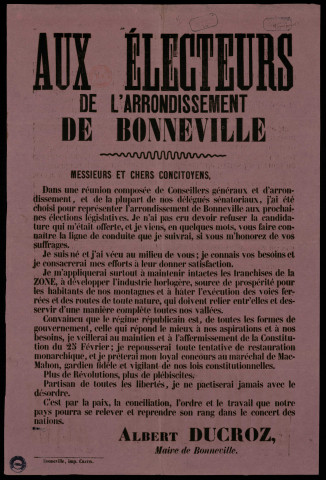 AUX ÉLECTEURS
DE L'ARRONDISSEMENT
DE BONNEVILLE
MESSIEURS ET CHERS CONCITOYENS,
Dans une réunion composée de Conseillers généraux et d'arron-
dissement, et de la plupart de nos délégués sénatoriaux, j'ai été
choisi pour représenter l'arrondissement de Bonneville aux prochai-
nes élections législatives. Je n'ai pas cru devoir refuser la candida-
ture qui m'était offerte, et je viens, en quelques mots, vous faire con-
naître la ligne de conduite que je suivrai, si vous m'honorez de vos
suffrages.
Je suis né et j'ai vécu au milieu de vous; je connais vos besoins et
je consacrerai mes efforts à leur donner satisfaction.
Je m'appliquerai surtout à maintenir intactes les franchises de la
ZONE, à développer l'industrie horlogère, source de prospérité pour
les habitants de nos montagnes et à hâter l'exécution des voies fer-
rées et des routes de toute nature, qui doivent relier entr'elles et des-
servir d'une manière complète toutes nos vallées.
Convaincu que le régime républicain est, de toutes les formes de
gouvernement, celle qui répond le mieux à nos aspirations et à nos
besoins, je veillerai au maintien et à l'affermissement de la Constitu-
tion du 25 Février; je repousserai toute tentative de restauration
monarchique, et je prêterai mon loyal concours au maréchal de Mac-
Mahon, gardien fidèle et vigilant de nos lois constitutionnelles.
Plus de Révolutions, plus de plébiscites.
Partisan de toutes les libertés, je ne pactiserai jamais avec le
désordre.
C'est par la paix, la conciliation, l'ordre et le travail que notre
pays pourra se relever et reprendre son rang dans le concert des
nations.
ALBERT DUCROZ,
Maire de Bonneville.
Bonneville, imp.